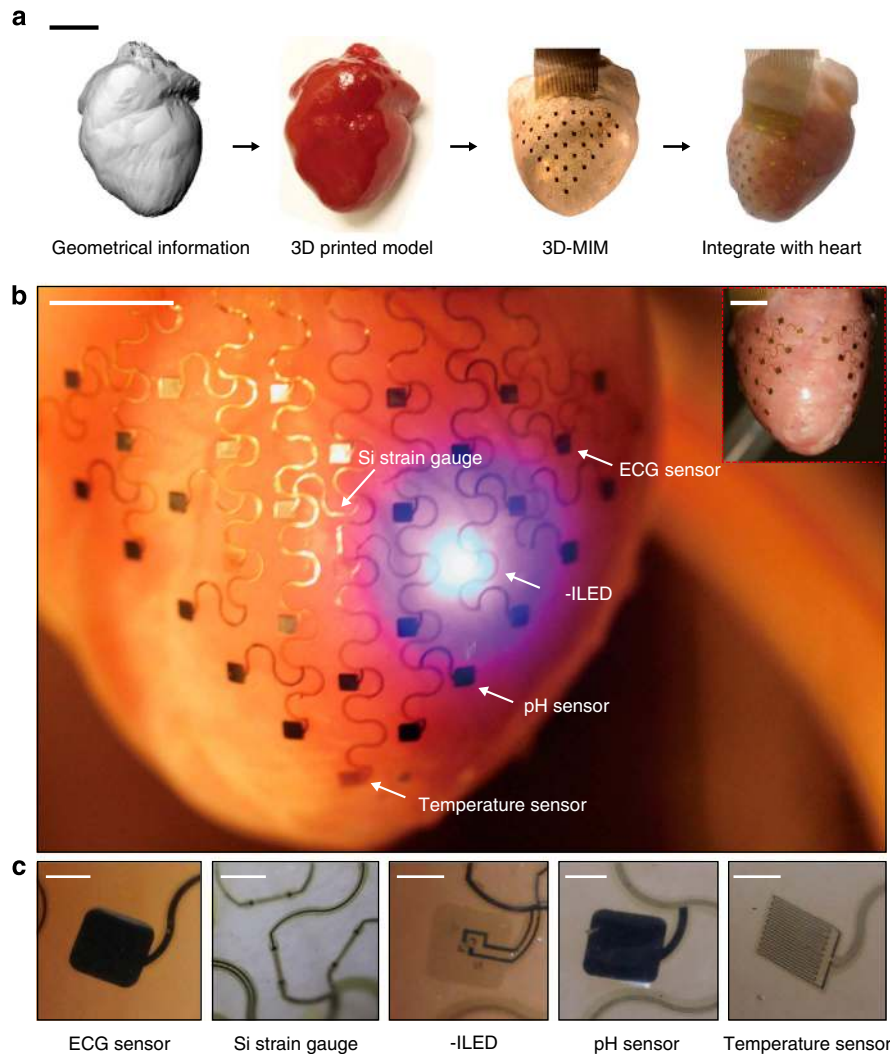 a
Geometrical information
3D printed model
3D-MIM
Integrate with heart
b
Si strain gauge
ECG sensor
-ILED
pH sensor
Temperature sensor
c
ECG sensor
Si strain gauge
-ILED
pH sensor
Temperature sensor